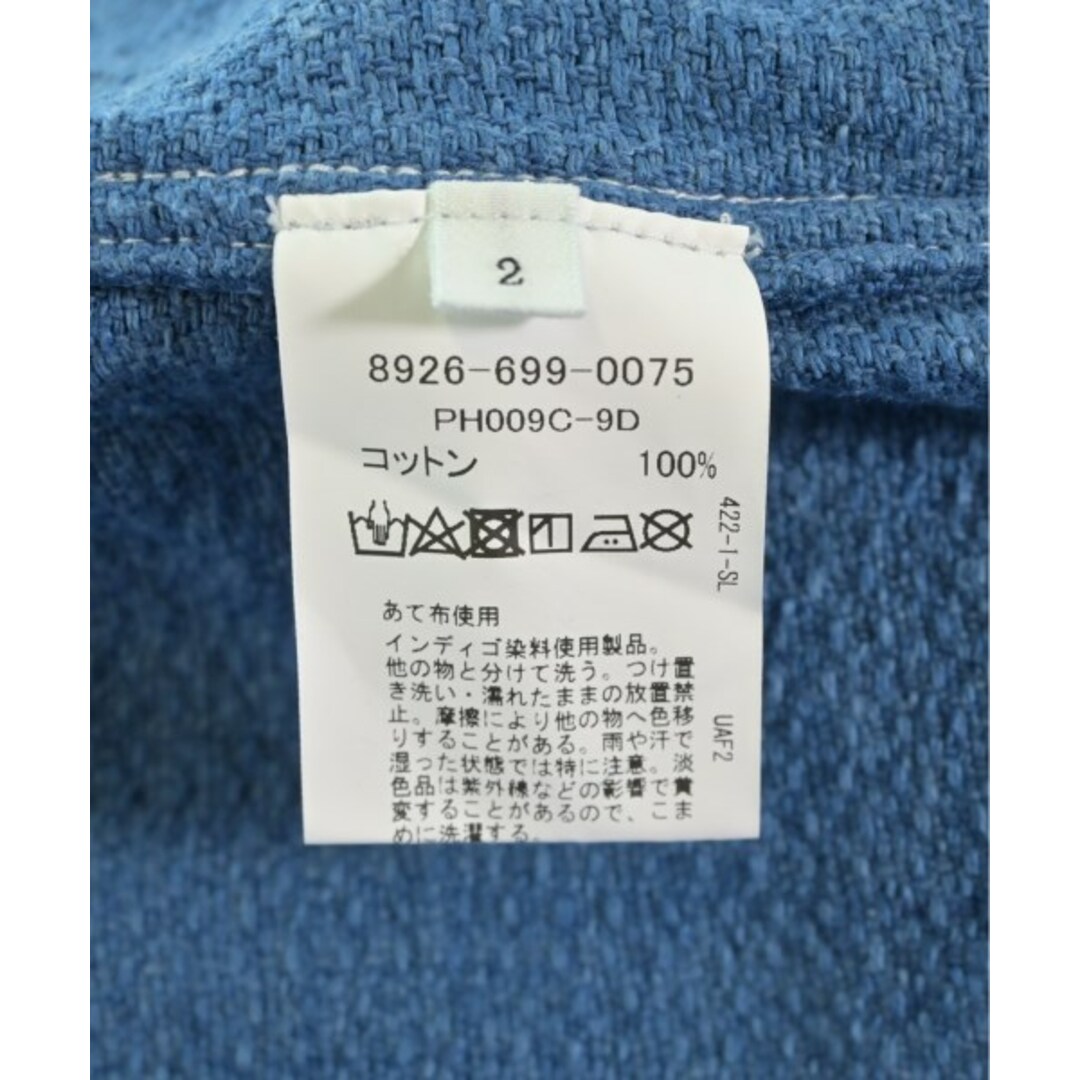 2
8926-699-0075
PH009C-9D
コットン 100%
あて布使用
インディゴ染料使用製品。
他の物と分けて洗う。つけ置
き洗い・濡れたままの放置禁
止。摩擦により他の物へ色移
りすることがある。雨や汗で
湿った状態では特に注意。淡
色品は紫外線などの影響で黄
変することがあるので、こま
めに洗濯する。
422-1-SL
UAF2